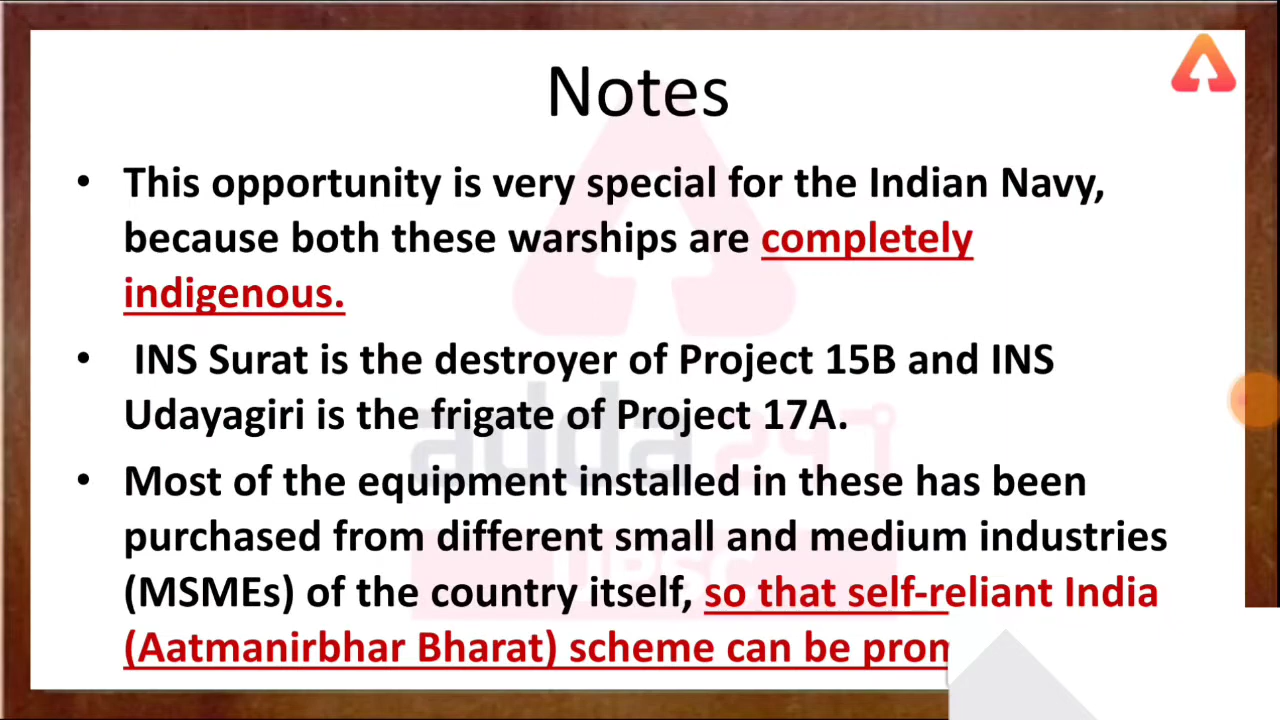 Notes
• This opportunity is very special for the Indian Navy,
because both these warships are completely
indigenous.
• INS Surat is the destroyer of Project 15B and INS
Udayagiri is the frigate of Project 17A.
• Most of the equipment installed in these has been
purchased from different small and medium industries
(MSMEs) of the country itself, so that self-reliant India
(Aatmanirbhar Bharat) scheme can be
adda 247
UPSC